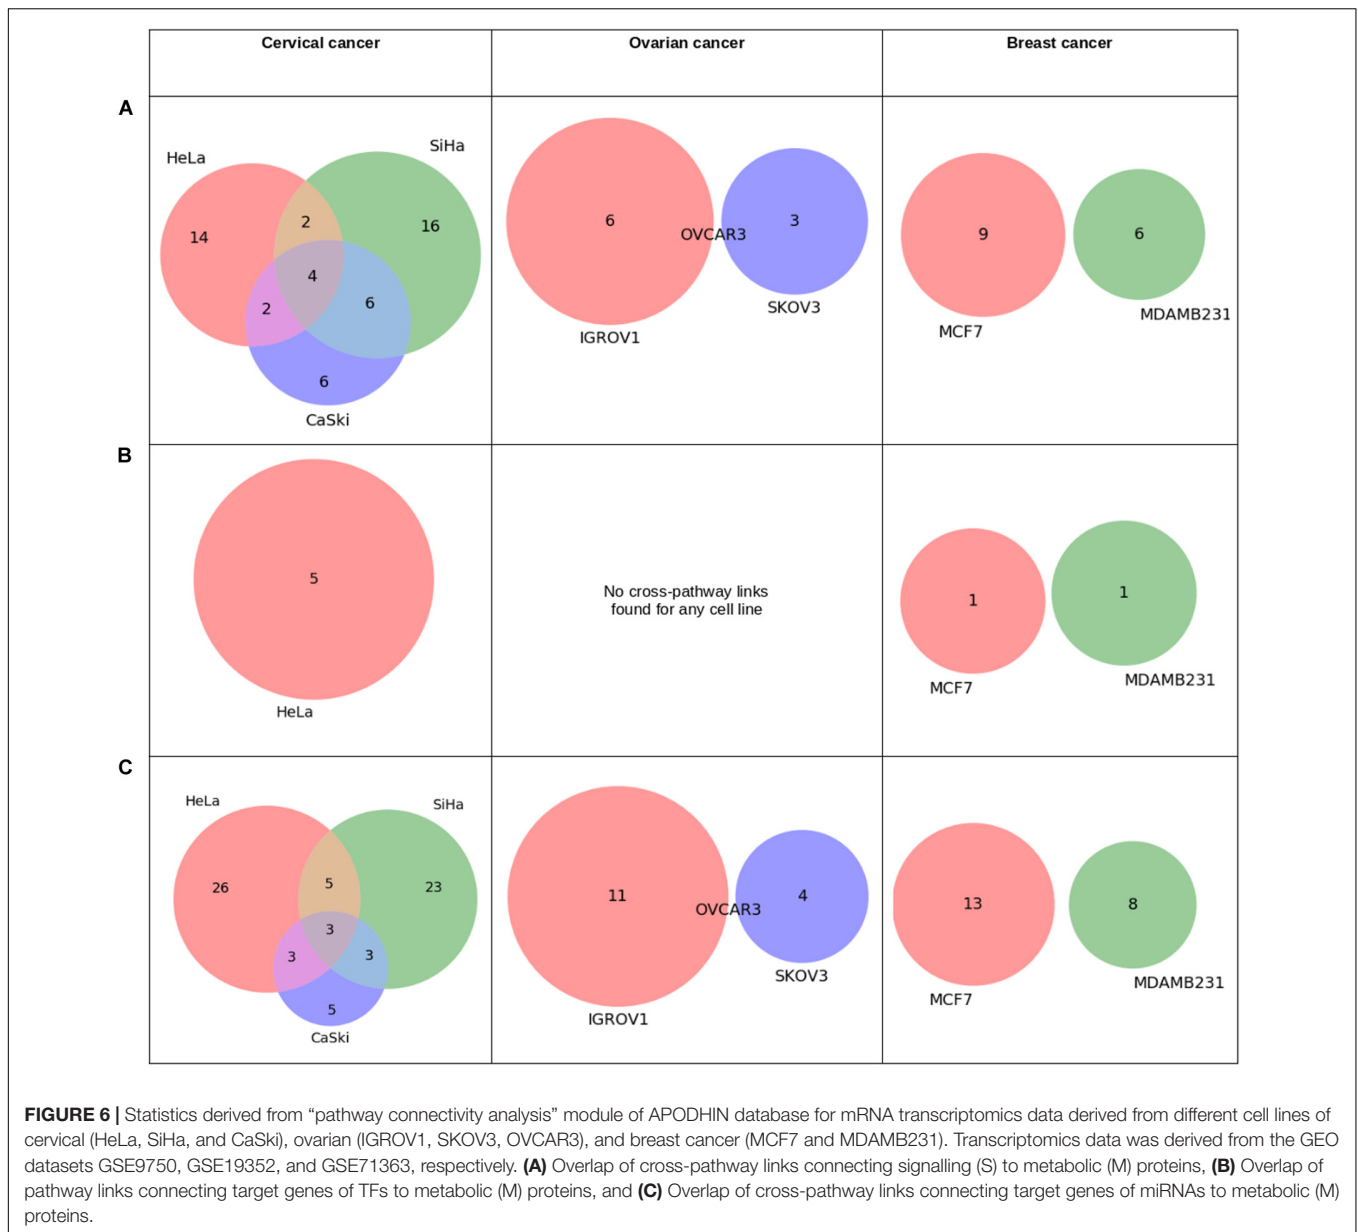 Cervical cancer
Ovarian cancer
Breast cancer
A
HeLa
SiHa
14
2
16
4
2
6
6
CaSki
6
OVCAR3
3
IGROV1
SKOV3
9
6
MCF7
MDAMB231
B
5
HeLa
No cross-pathway links
found for any cell line
1
1
MCF7
MDAMB231
C
HeLa
SiHa
26
5
23
3
3
3
5
CaSki
11
OVCAR3
4
IGROV1
SKOV3
13
8
MCF7
MDAMB231
FIGURE 6 | Statistics derived from “pathway connectivity analysis” module of APODHIN database for mRNA transcriptomics data derived from different cell lines of
cervical (HeLa, SiHa, and CaSki), ovarian (IGROV1, SKOV3, OVCAR3), and breast cancer (MCF7 and MDAMB231). Transcriptomics data was derived from the GEO
datasets GSE9750, GSE19352, and GSE71363, respectively. (A) Overlap of cross-pathway links connecting signalling (S) to metabolic (M) proteins, (B) Overlap of
pathway links connecting target genes of TFs to metabolic (M) proteins, and (C) Overlap of cross-pathway links connecting target genes of miRNAs to metabolic (M)
proteins.